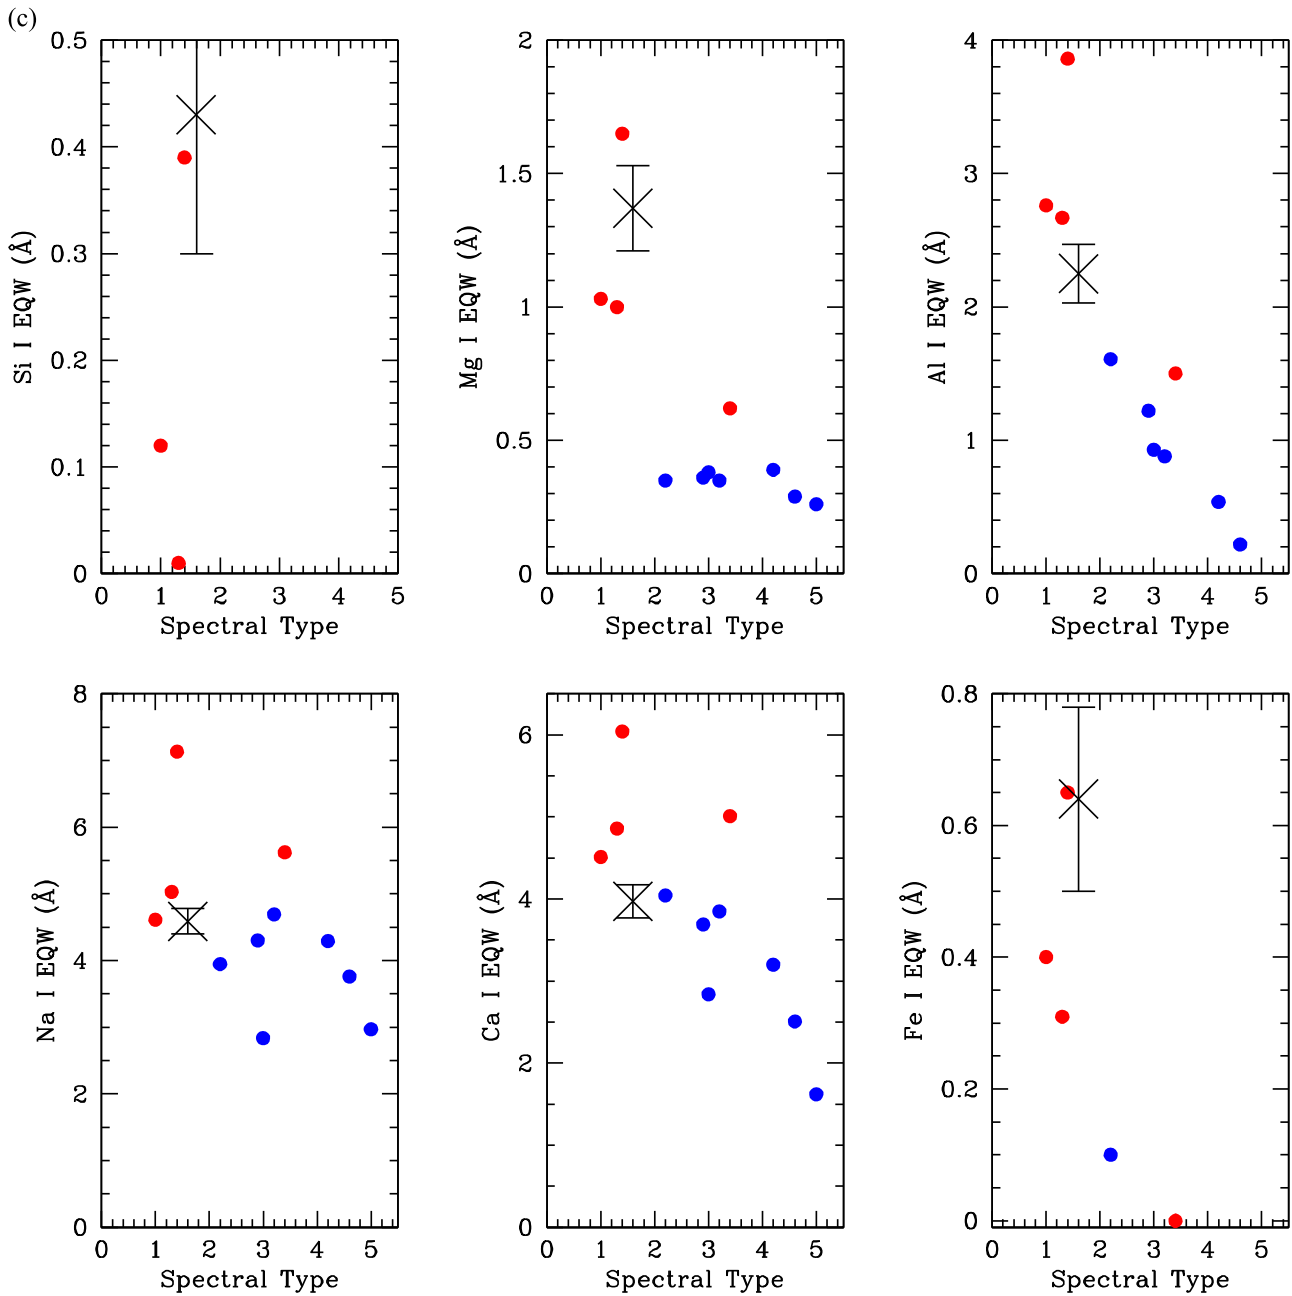 (c)
0.5
0.4
0.3
0.2
0.1
0
Si I EQW (Å)
0 1 2 3 4 5
Spectral Type
2
1.5
1
0.5
0
Mg I EQW (Å)
0 1 2 3 4 5
Spectral Type
4
3
2
1
0
Al I EQW (Å)
0 1 2 3 4 5
Spectral Type
8
6
4
2
0
Na I EQW (Å)
0 1 2 3 4 5
Spectral Type
6
4
2
0
Ca I EQW (Å)
0 1 2 3 4 5
Spectral Type
0.8
0.6
0.4
0.2
0
Fe I EQW (Å)
0 1 2 3 4 5
Spectral Type